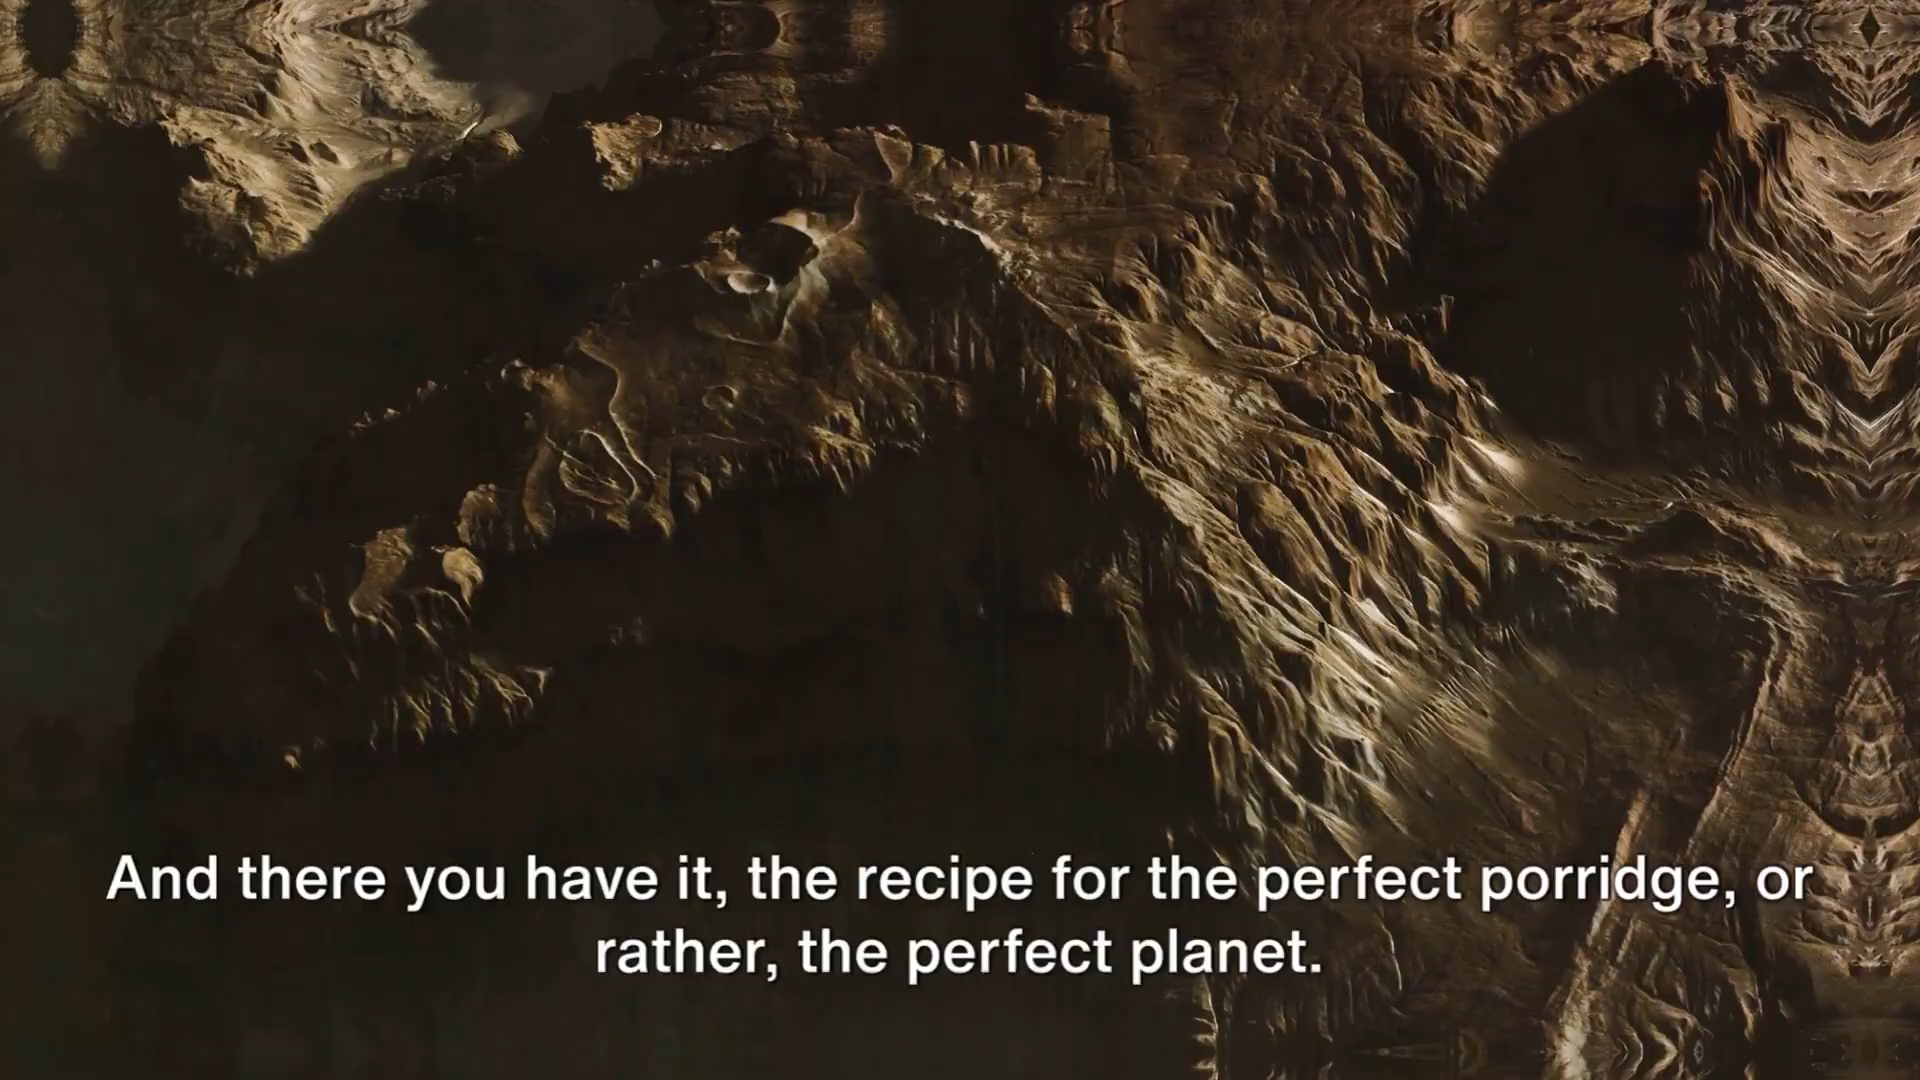 And there you have it, the recipe for the perfect porridge, or
rather, the perfect planet.